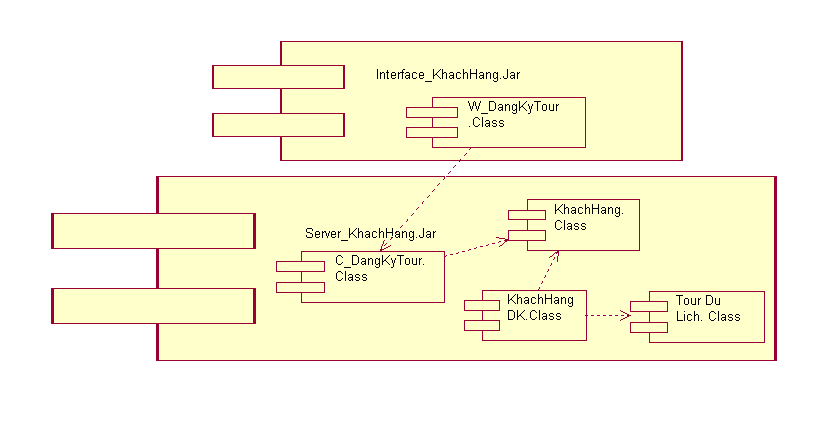 Interface_KhachHang.Jar
W_DangKyTour
.Class
Server_KhachHang.Jar
C_DangKyTour.
Class
KhachHang.
Class
KhachHang
DK.Class
Tour Du
Lich. Class